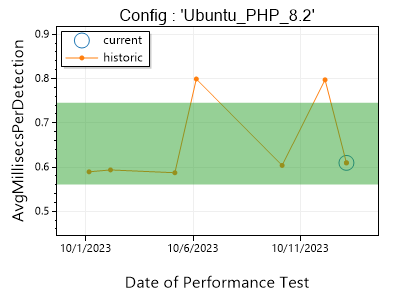 Config : 'Ubuntu_PHP_8.2'
current
historic
AvgMillisecsPerDetection
0.9
0.8
0.7
0.6
0.5
10/1/2023
10/6/2023
10/11/2023
Date of Performance Test